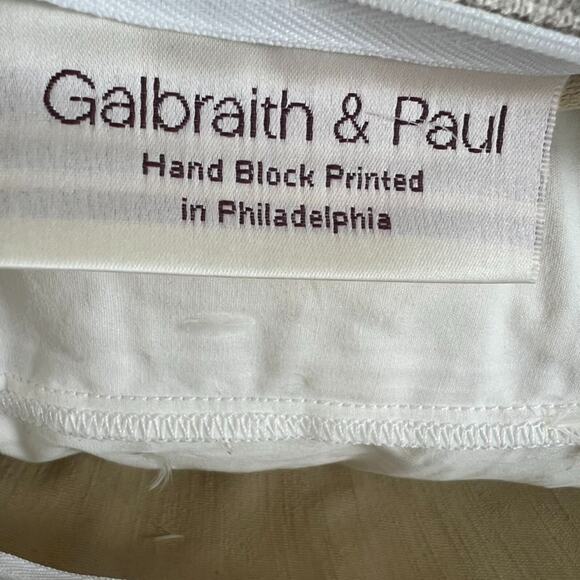 Galbraith & Paul
Hand Block Printed
in Philadelphia